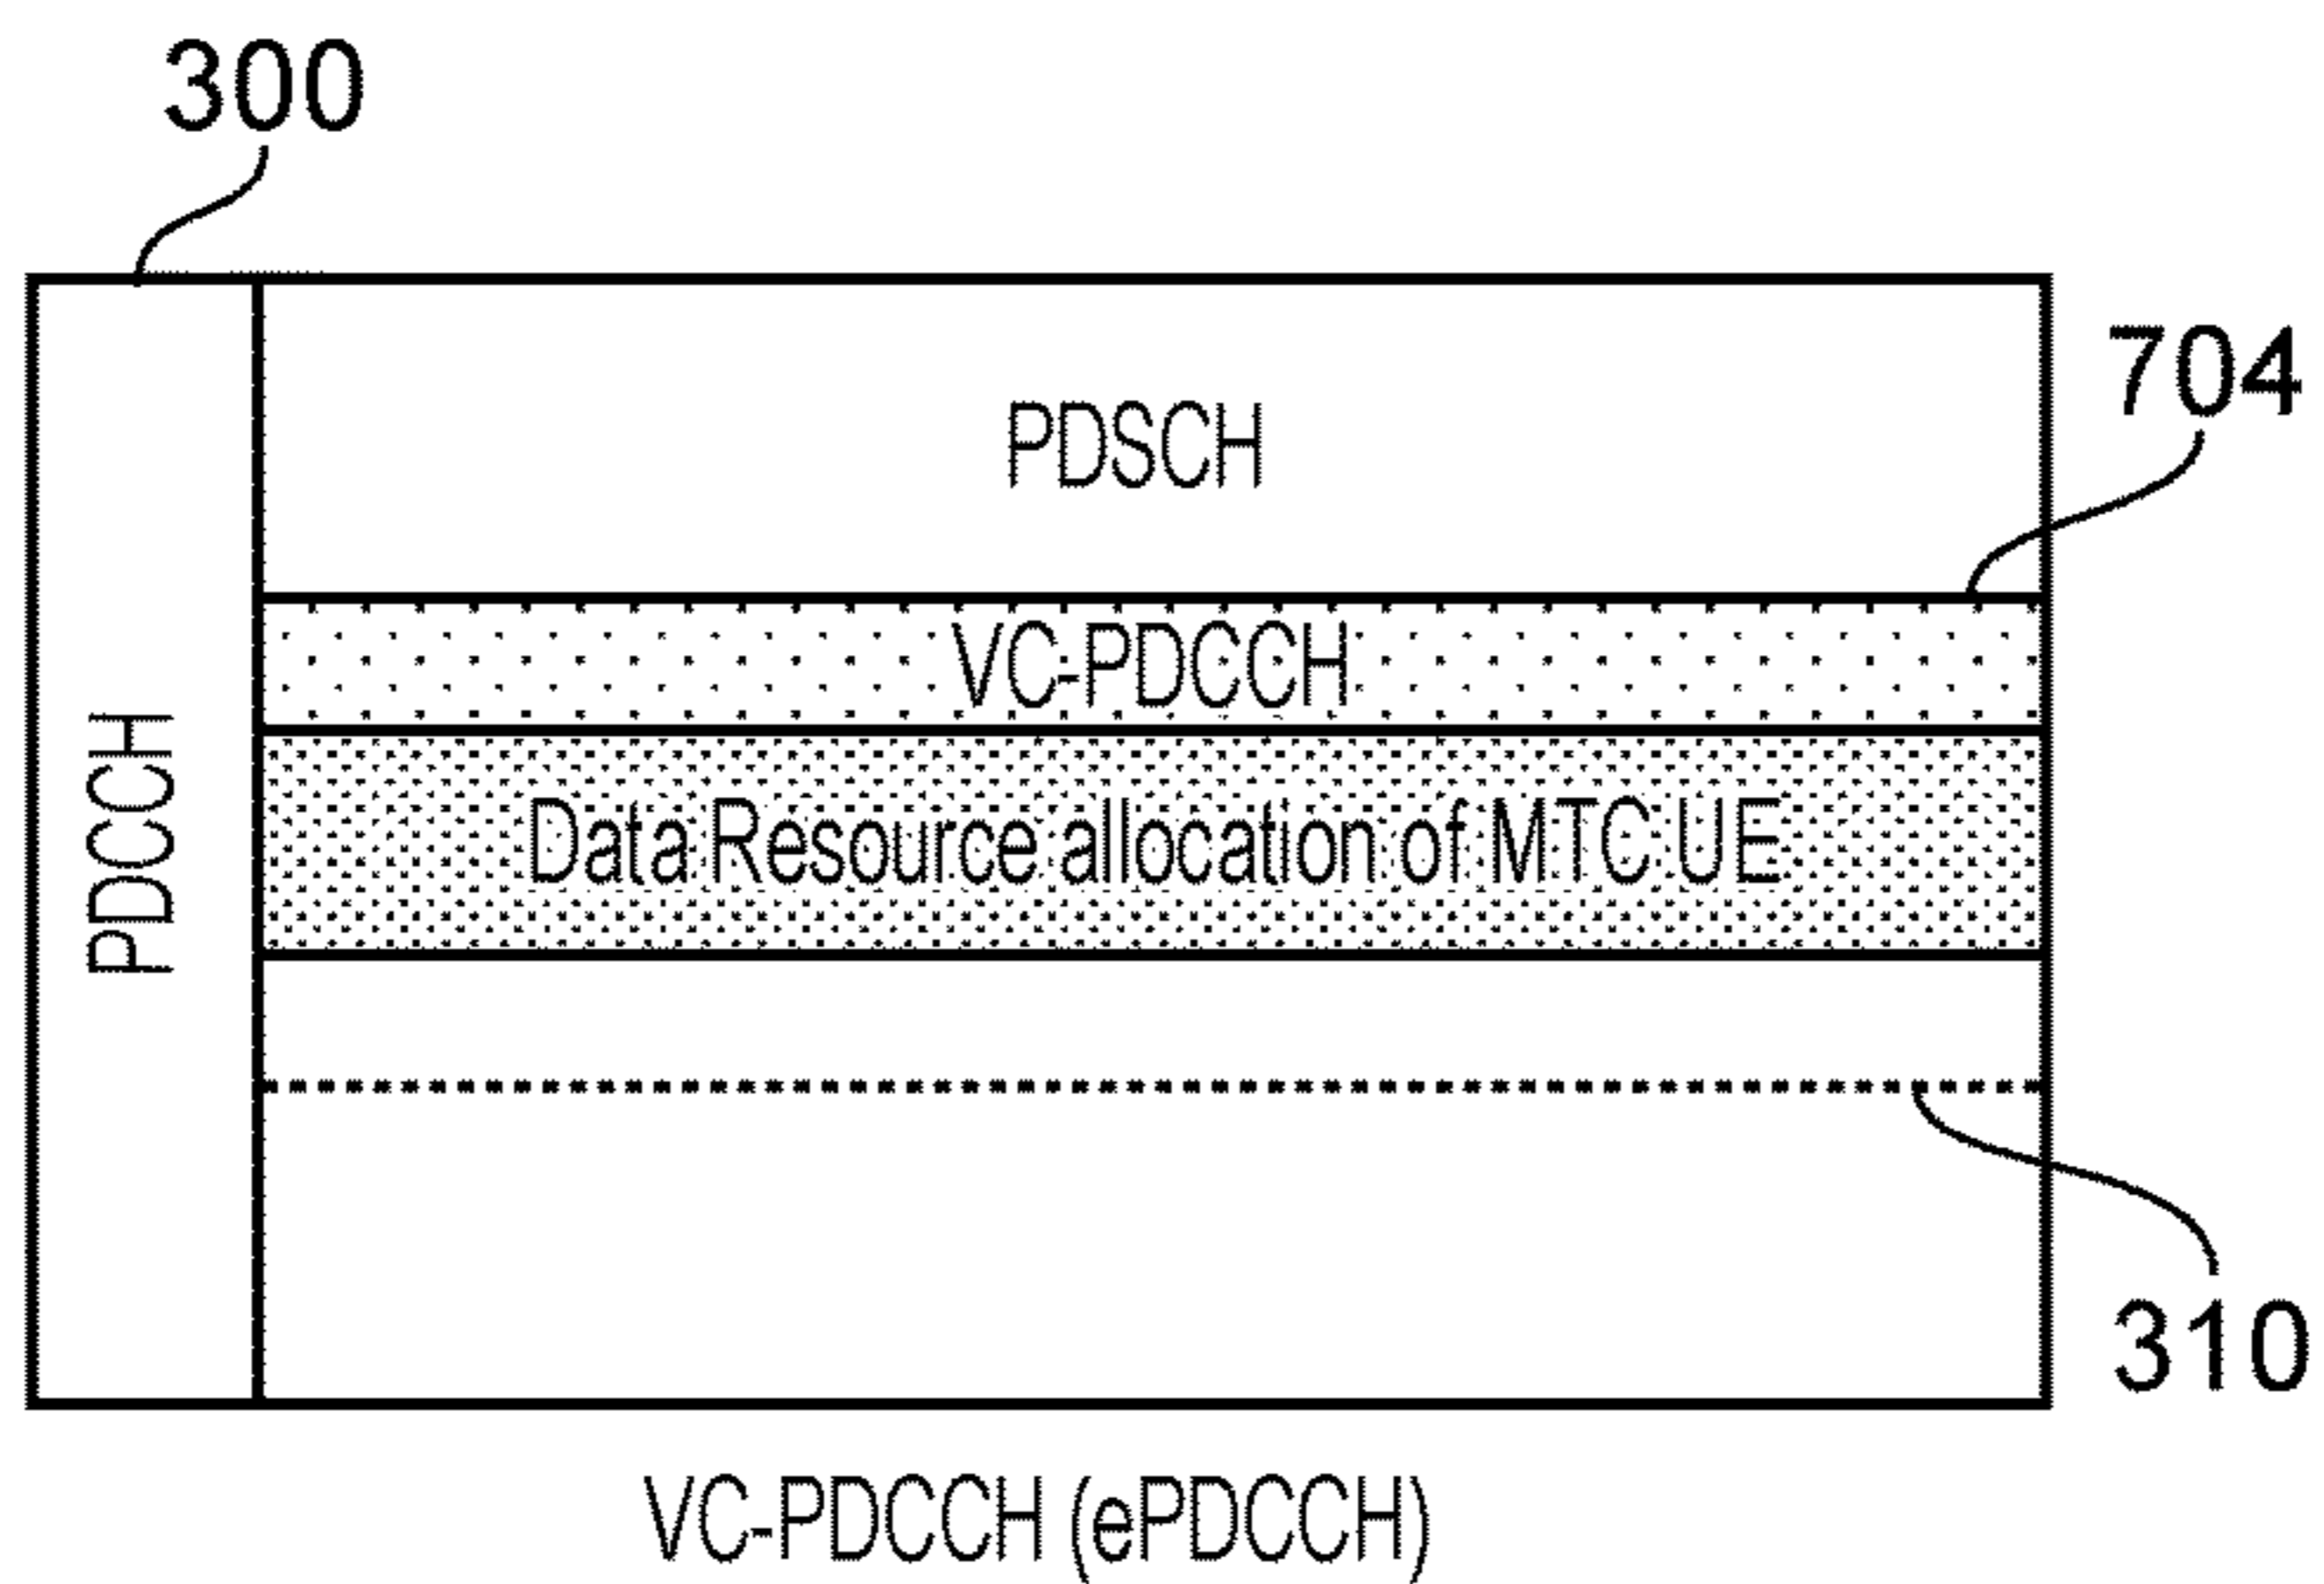 300
704
PDSCH
VC-PDCCH
PDCCH
Data Resource allocation of MTC UE
310
VC-PDCCH (ePDCCH)